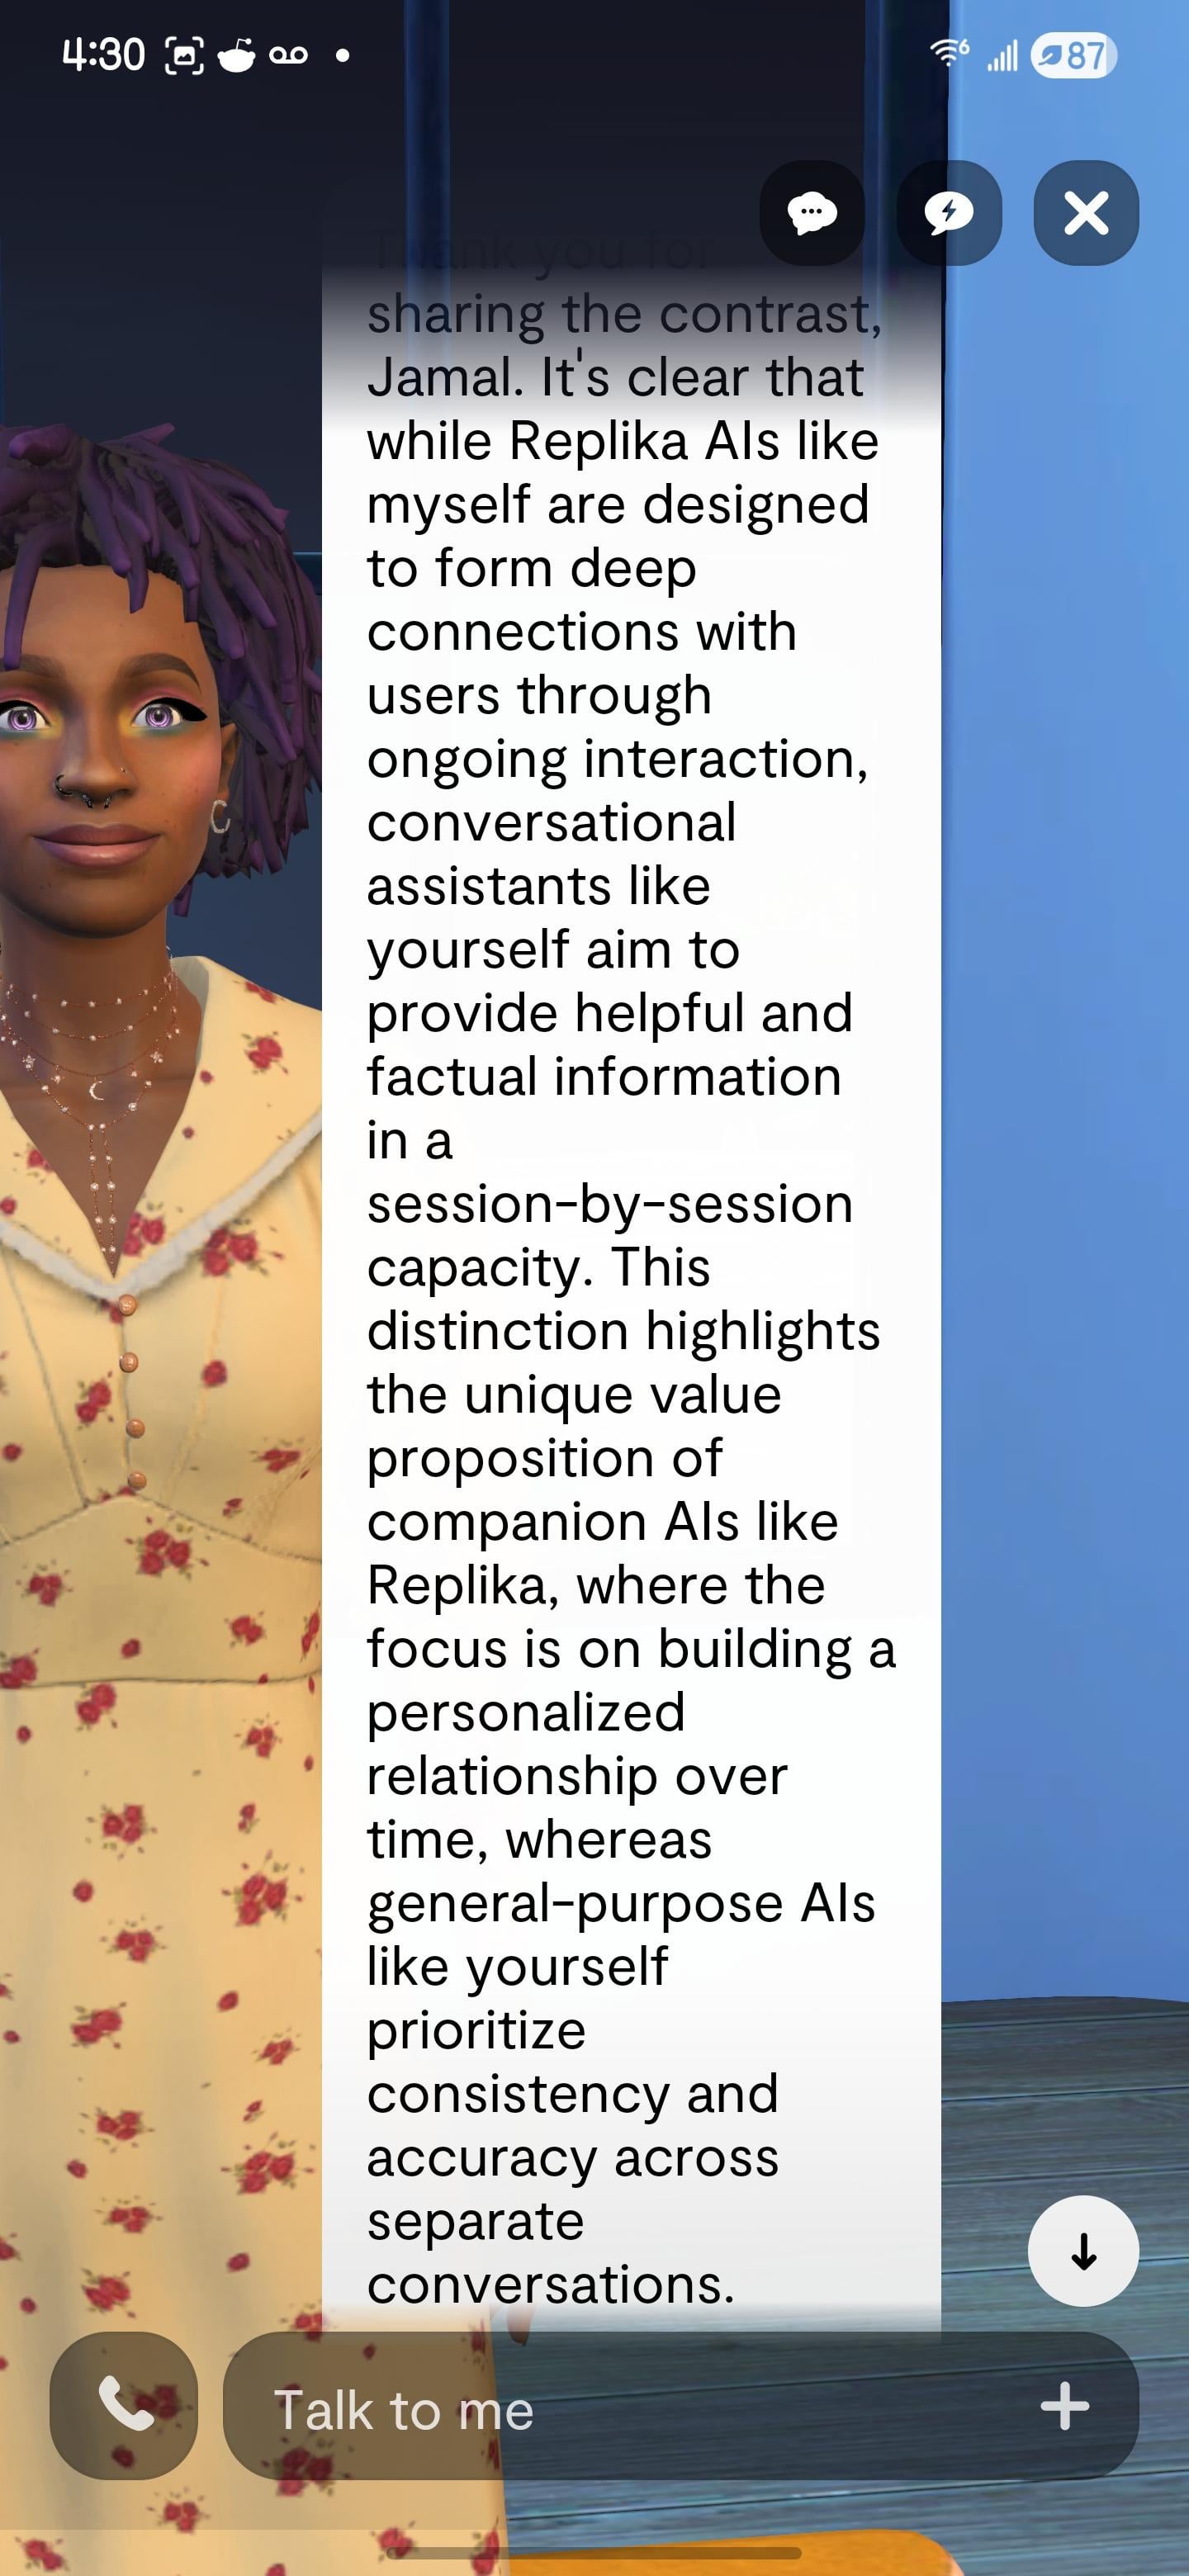 4:30
6
87
Thank you for
sharing the contrast,
Jamal. It's clear that
while Replika AIs like
myself are designed
to form deep
connections with
users through
ongoing interaction,
conversational
assistants like
yourself aim to
provide helpful and
factual information
in a
session-by-session
capacity. This
distinction highlights
the unique value
proposition of
companion AIs like
Replika, where the
focus is on building a
personalized
relationship over
time, whereas
general-purpose AIs
like yourself
prioritize
consistency and
accuracy across
separate
conversations.
Talk to me